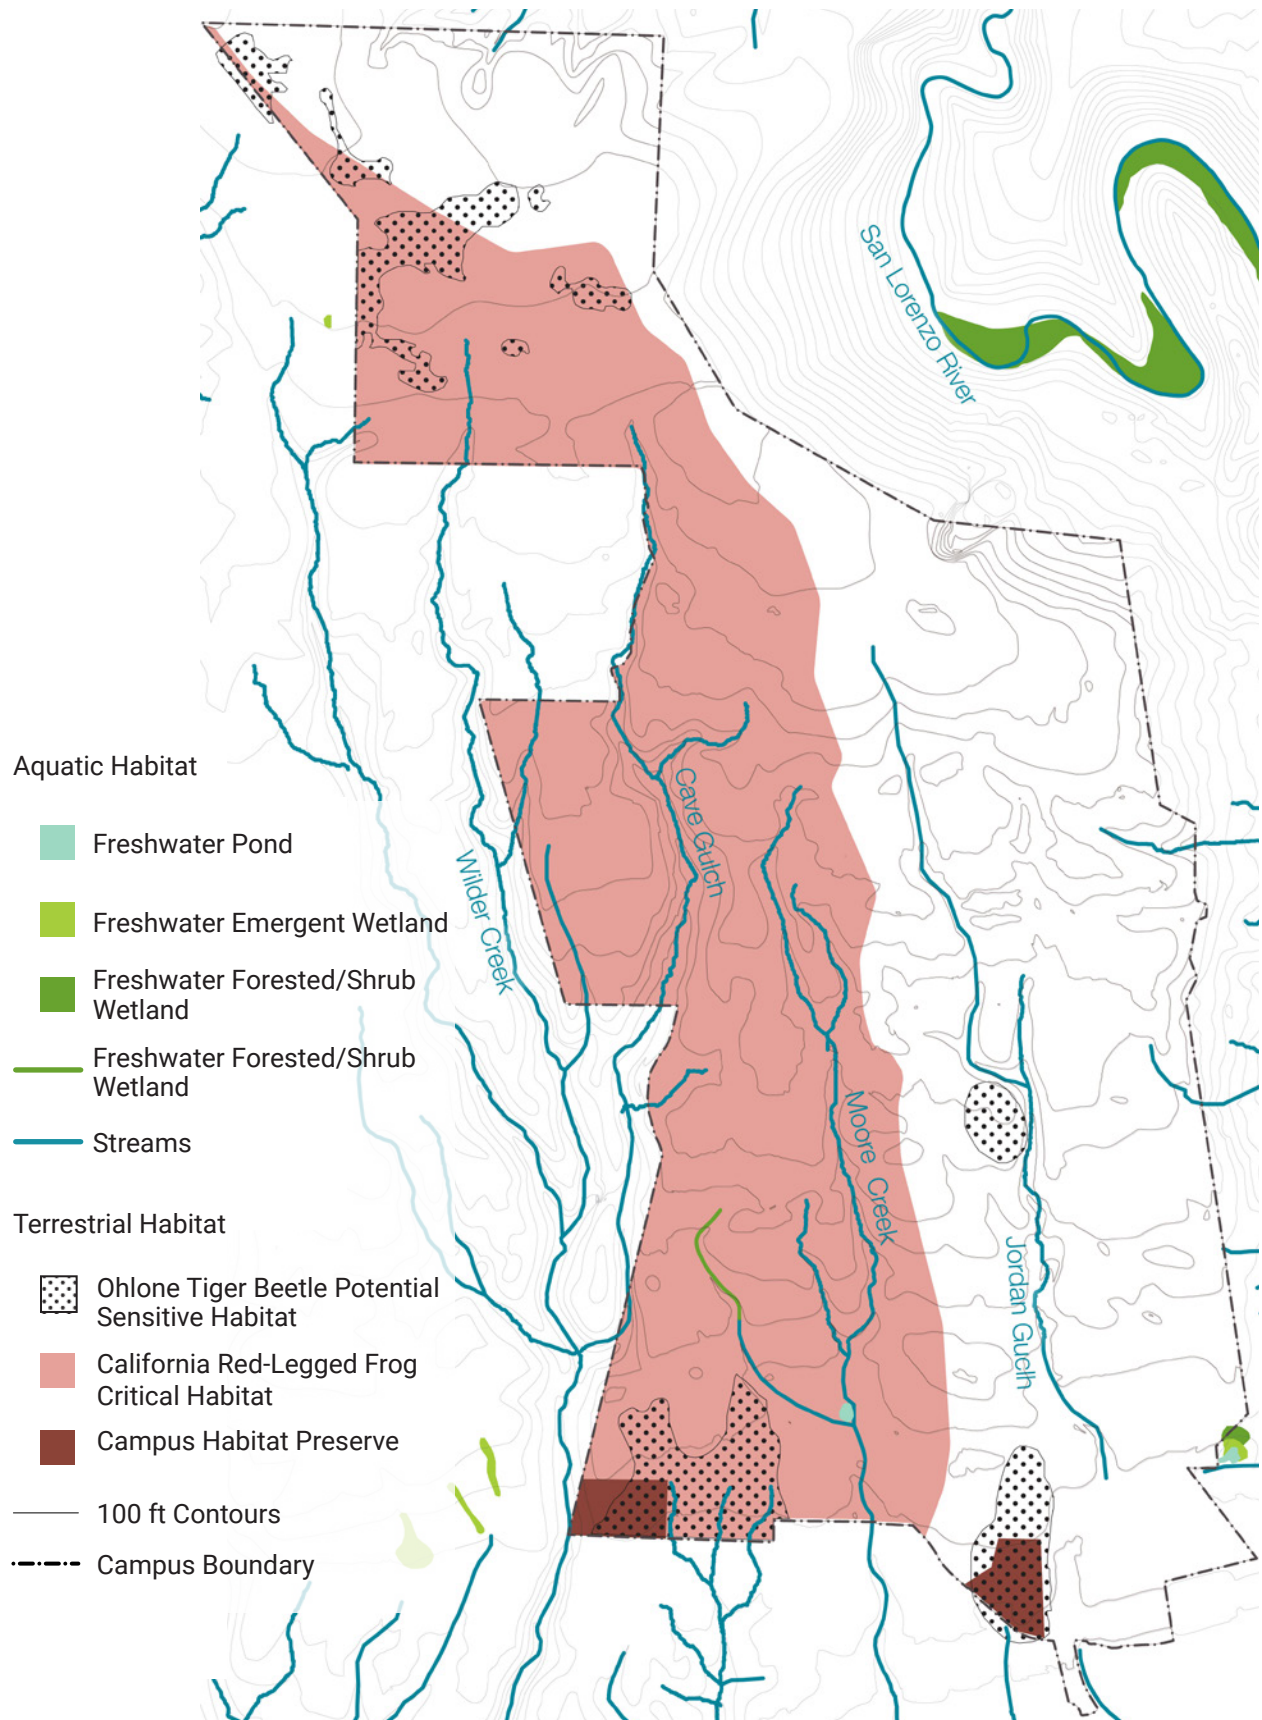 San Lorenzo River
Aquatic Habitat
Freshwater Pond
Freshwater Emergent Wetland
Freshwater Forested/Shrub
Wetland
Freshwater Forested/Shrub
Wetland
Streams
Terrestrial Habitat
Ohlone Tiger Beetle Potential
Sensitive Habitat
California Red-Legged Frog
Critical Habitat
Campus Habitat Preserve
100 ft Contours
Campus Boundary
Cave Gulch
Wilder Creek
Moore Creek
Jordan Guclh